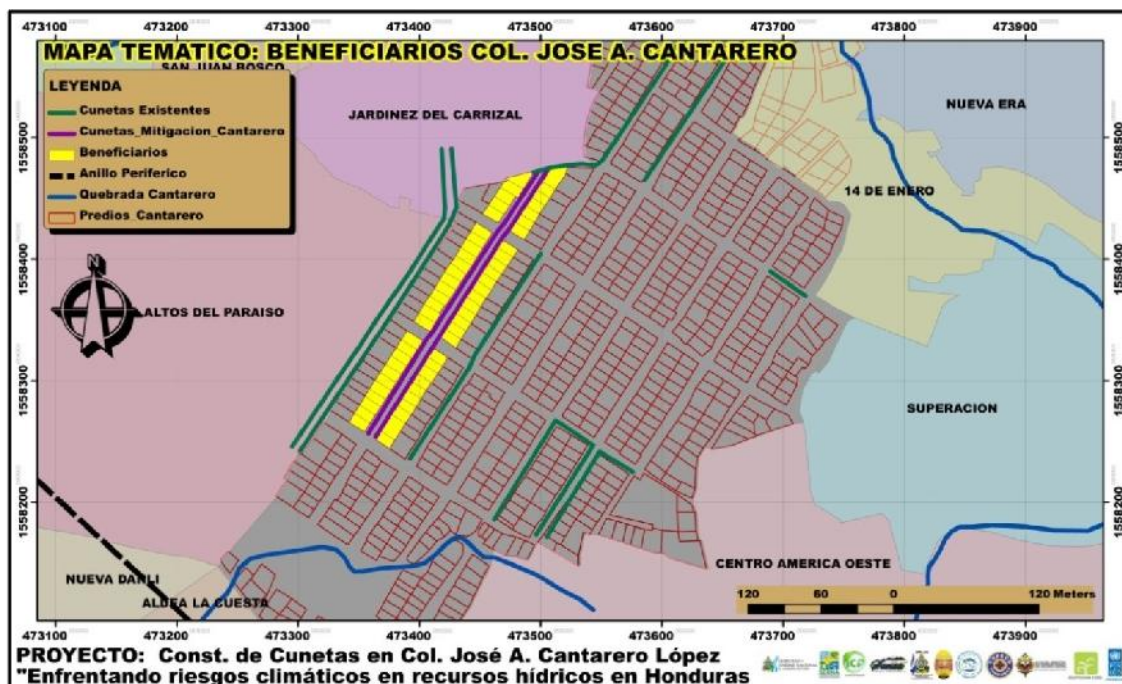 473100 473200 473300 473400 473500 473600 473700 473800 473900
MAPA TEMATICO: BENEFICIARIOS COL. JOSE A. CANTARERO
SAN JUAN BOSCO
LEYENDA
Cunetas Existentes
Cunetas_Mitigacion_Cantarero
Beneficiarios
Anillo Periferico
Quebrada Cantarero
Predios_Cantarero
JARDINEZ DEL CARRIZAL
NUEVA ERA
1558500 1558500
14 DE ENERO
1558400 1558400
N
ALTOS DEL PARAISO
1558300 1558300
SUPERACION
1558200 1558200
CENTRO AMERICA OESTE
NUEVA DANLI
ALDEA LA CUESTA
120 60 0 120 Meters
473100 473200 473300 473400 473500 473600 473700 473800 473900
PROYECTO: Const. de Cunetas en Col. José A. Cantarero López
"Enfrentando riesgos climáticos en recursos hídricos en Honduras